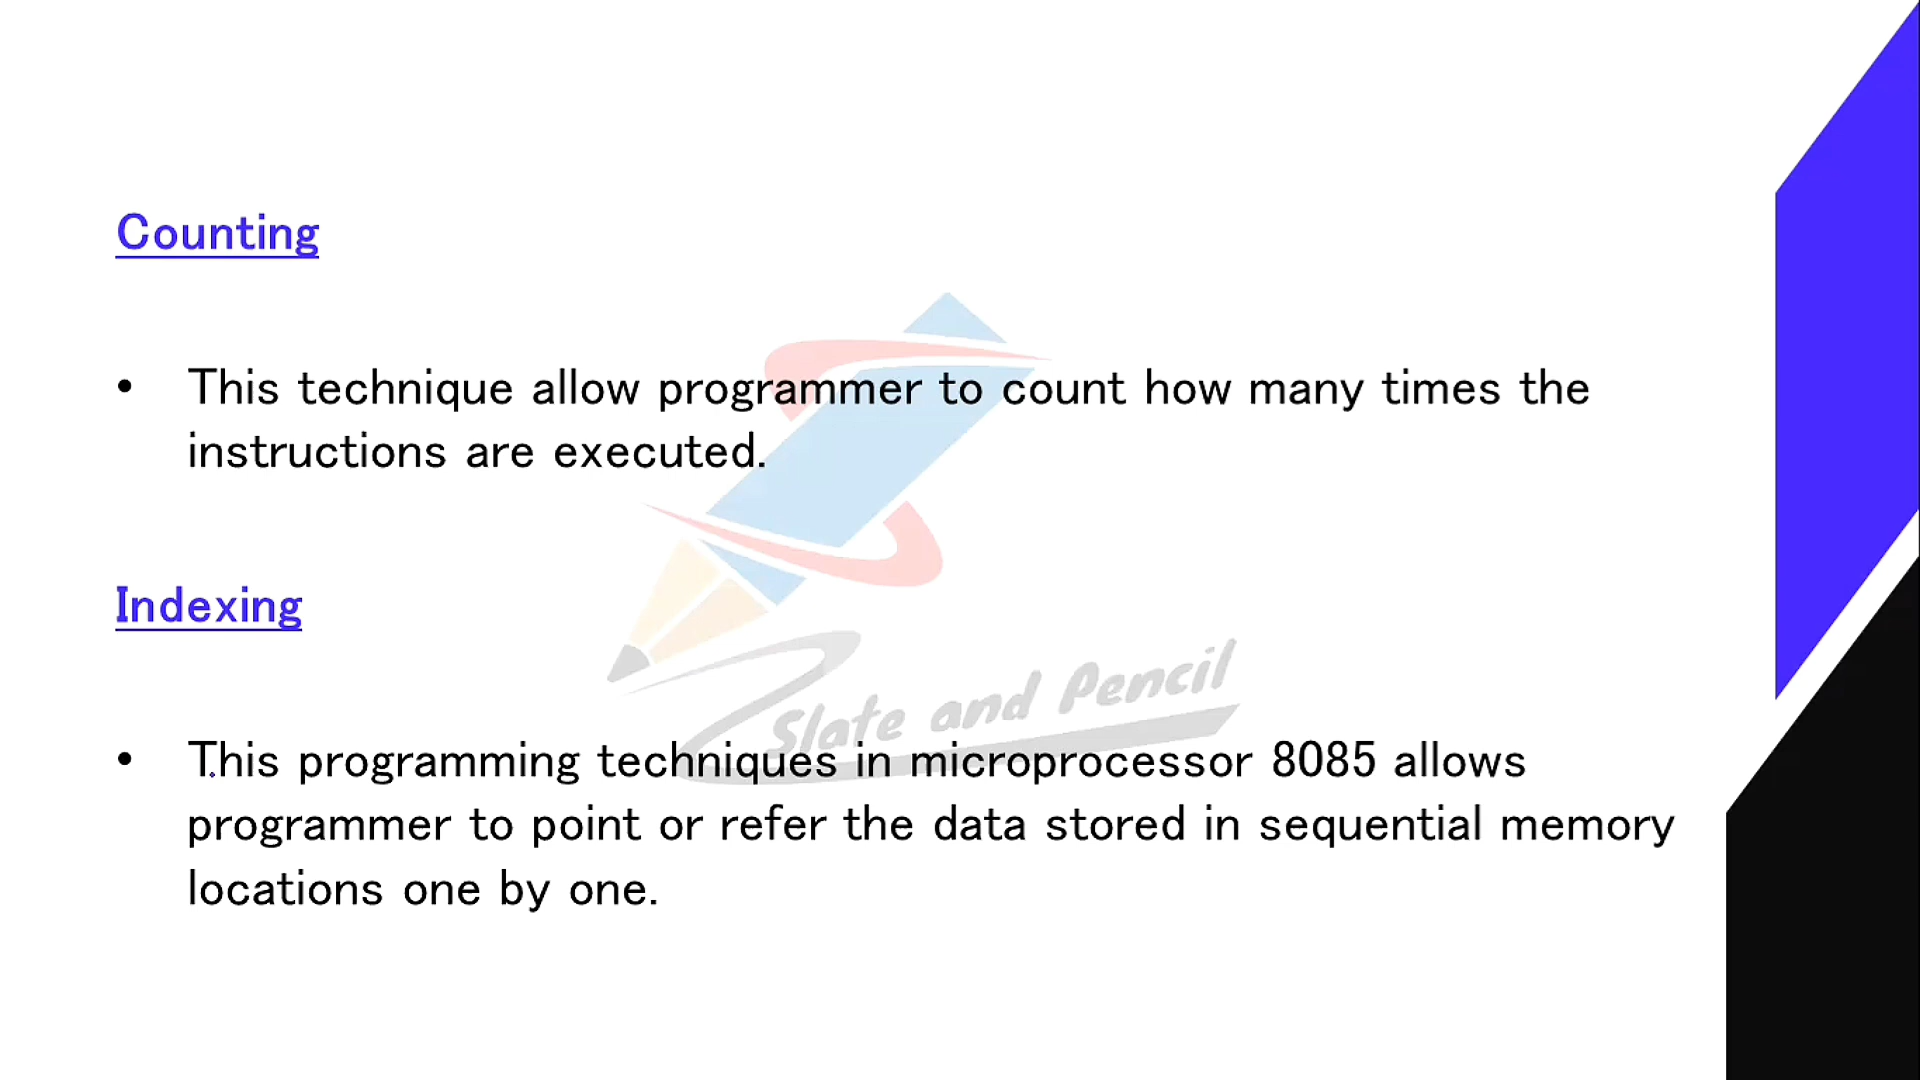 Counting
• This technique allow programmer to count how many times the
instructions are executed.
Indexing
Slate and Pencil
• This programming techniques in microprocessor 8085 allows
programmer to point or refer the data stored in sequential memory
locations one by one.